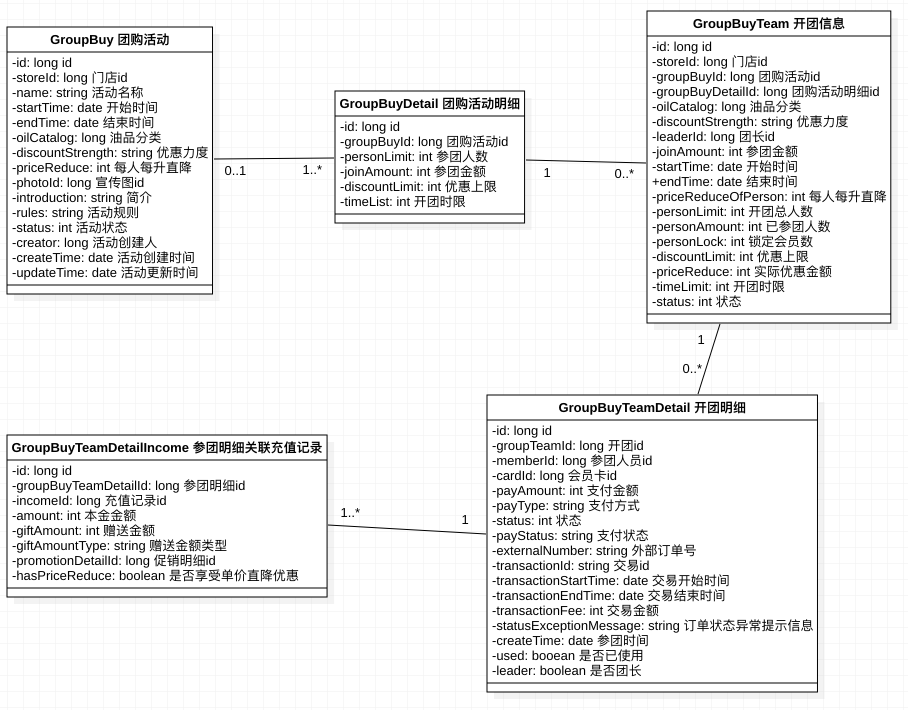 GroupBuy 团购活动
-id: long id
-storeId: long 门店id
-name: string 活动名称
-startTime: date 开始时间
-endTime: date 结束时间
-oilCatalog: long 油品分类
-discountStrength: string 优惠力度
-priceReduce: int 每人每升直降
-photoId: long 宣传图id
-introduction: string 简介
-rules: string 活动规则
-status: int 活动状态
-creator: long 活动创建人
-createTime: date 活动创建时间
-updateTime: date 活动更新时间
0..1
1..*
GroupBuyDetail 团购活动明细
-id: long id
-groupBuyId: long 团购活动id
-personLimit: int 参团人数
-joinAmount: int 参团金额
-discountLimit: int 优惠上限
-timeList: int 开团时限
1
0..*
GroupBuyTeam 开团信息
-id: long id
-storeId: long 门店id
-groupBuyId: long 团购活动id
-groupBuyDetailId: long 团购活动明细id
-oilCatalog: long 油品分类
-discountStrength: string 优惠力度
-leaderId: long 团长id
-joinAmount: int 参团金额
-startTime: date 开始时间
+endTime: date 结束时间
-priceReduceOfPerson: int 每人每升直降
-personLimit: int 开团总人数
-personAmount: int 已参团人数
-personLock: int 锁定会员数
-discountLimit: int 优惠上限
-priceReduce: int 实际优惠金额
-timeLimit: int 开团时限
-status: int 状态
1
0..*
GroupBuyTeamDetailIncome 参团明细关联充值记录
-id: long id
-groupBuyTeamDetailId: long 参团明细id
-incomeId: long 充值记录id
-amount: int 本金金额
-giftAmount: int 赠送金额
-giftAmountType: string 赠送金额类型
-promotionDetailId: long 促销明细id
-hasPriceReduce: boolean 是否享受单价直降优惠
1..*
1
GroupBuyTeamDetail 开团明细
-id: long id
-groupTeamId: long 开团id
-memberId: long 参团人员id
-cardId: long 会员卡id
-payAmount: int 支付金额
-payType: string 支付方式
-status: int 状态
-payStatus: string 支付状态
-externalNumber: string 外部订单号
-transactionId: string 交易id
-transactionStartTime: date 交易开始时间
-transactionEndTime: date 交易结束时间
-transactionFee: int 交易金额
-statusExceptionMessage: string 订单状态异常提示信息
-createTime: date 参团时间
-used: booean 是否已使用
-leader: boolean 是否团长